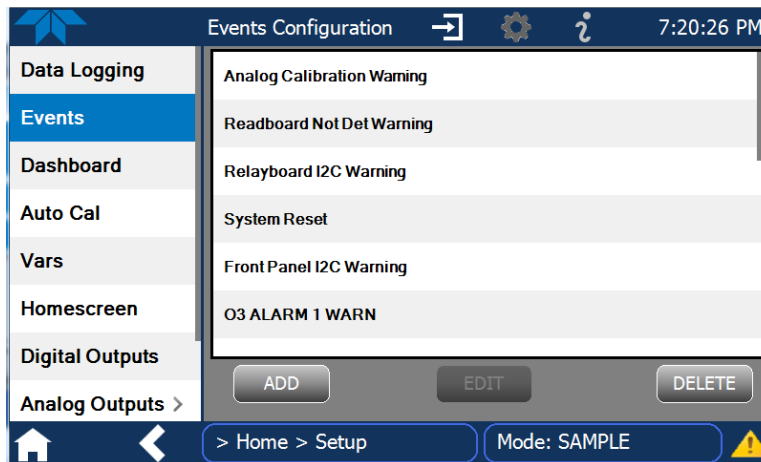 Events Configuration
7:20:26 PM
Data Logging
Events
Dashboard
Auto Cal
Vars
Homescreen
Digital Outputs
Analog Outputs >
Analog Calibration Warning
Readboard Not Det Warning
Relayboard I2C Warning
System Reset
Front Panel I2C Warning
O3 ALARM 1 WARN
ADD
EDIT
DELETE
> Home > Setup
Mode: SAMPLE